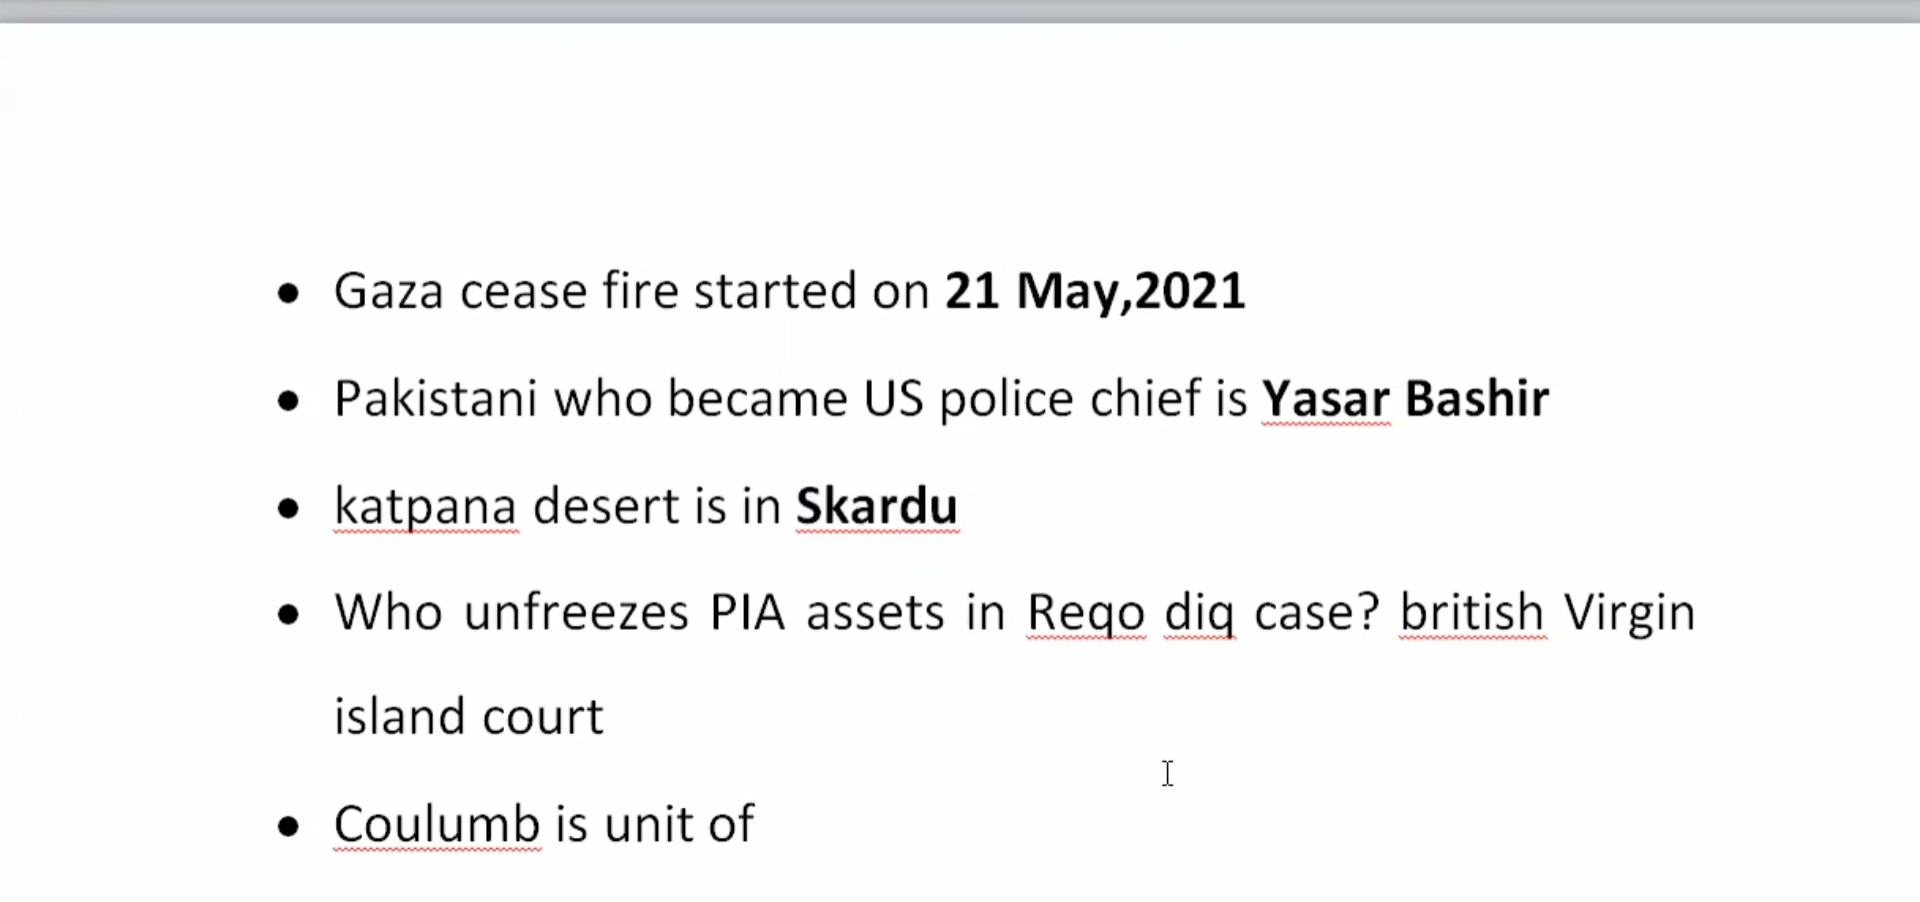 • Gaza cease fire started on 21 May,2021
• Pakistani who became US police chief is Yasar Bashir
• katpana desert is in Skardu
• Who unfreezes PIA assets in Reqo diq case? british Virgin
island court
• Coulumb is unit of